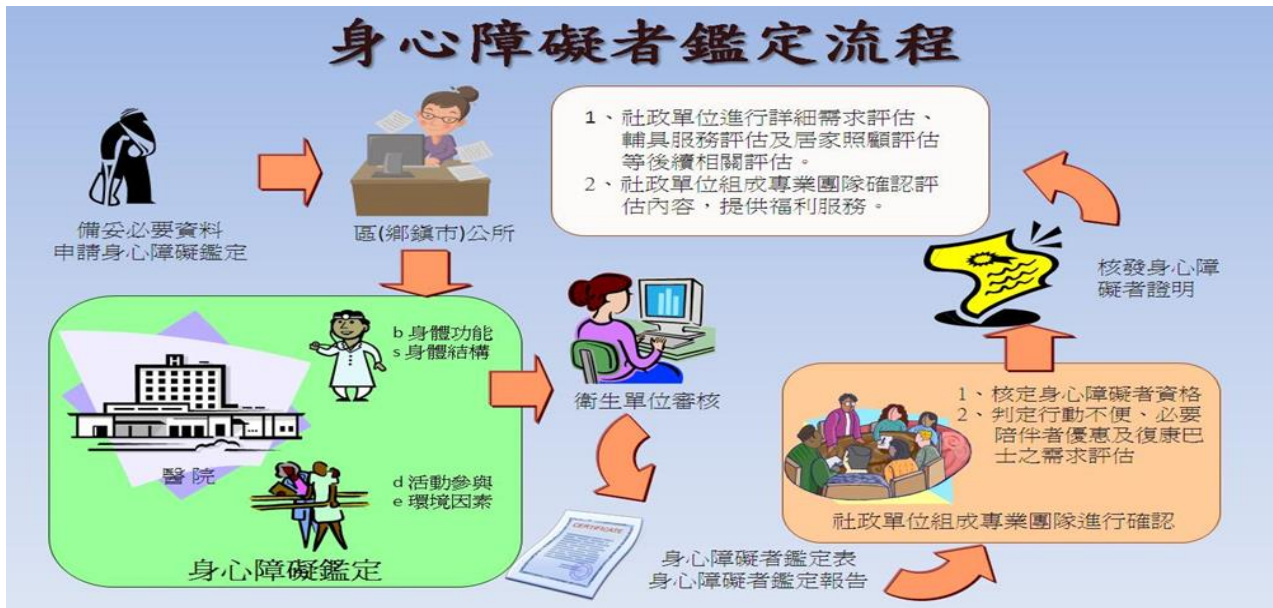 身心障礙者鑑定流程
備妥必要資料
申請身心障礙鑑定
區(鄉鎮市)公所
b 身體功能
s 身體結構
醫 院
d 活動參與
e 環境因素
身心障礙鑑定
衛生單位審核
CERTIFICATE
身心障礙者鑑定表
身心障礙者鑑定報告
1、核定身心障礙者資格
2、判定行動不便、必要
陪伴者優惠及復康巴
士之需求評估
社政單位組成專業團隊進行確認
核發身心障
礙者證明
1、社政單位進行詳細需求評估、
輔具服務評估及居家照顧評估
等後續相關評估。
2、社政單位組成專業團隊確認評
估內容，提供福利服務。